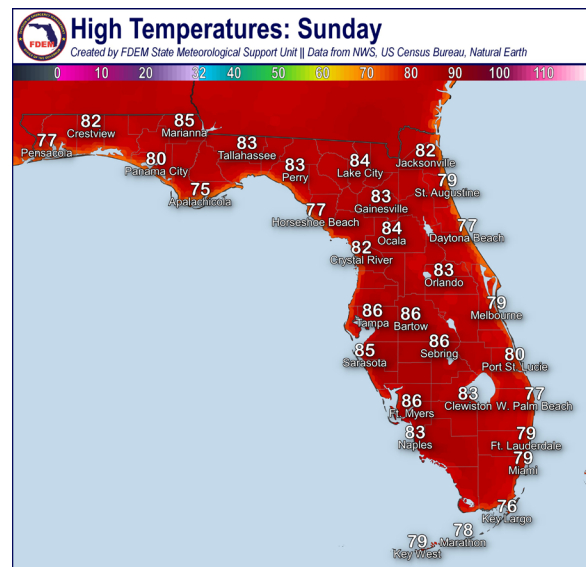 FDEM
High Temperatures: Sunday
Created by FDEM State Meteorological Support Unit || Data from NWS, US Census Bureau, Natural Earth
0 10 20 32 40 50 60 70 80 90 100 110
82
Crestview
85
Marianna
77
Pensacola
80
Panama City
83
Tallahassee
83
Perry
84
Lake City
82
Jacksonville
75
Apalachicola
79
St. Augustine
83
Gainesville
77
Horseshoe Beach
84
Ocala
77
Daytona Beach
82
Crystal River
83
Orlando
79
Melbourne
86
Tampa
86
Bartow
86
Sebring
85
Sarasota
80
Port St. Lucie
86
Ft. Myers
83
Clewiston
77
W. Palm Beach
83
Naples
79
Ft. Lauderdale
79
Miami
76
Key Largo
78
Marathon
79
Key West